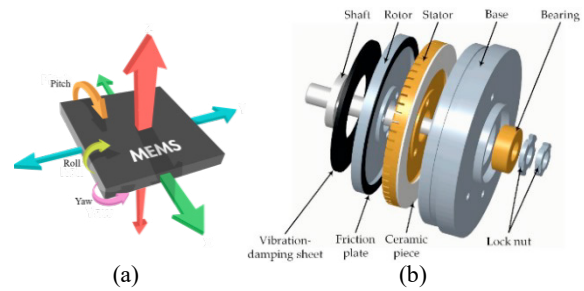 Pitch
Roll
Yaw
MEMS
(a)
Shaft
Rotor
Stator
Base
Bearing
Vibration-
damping sheet
Friction
plate
Ceramic
piece
Lock nut
(b)